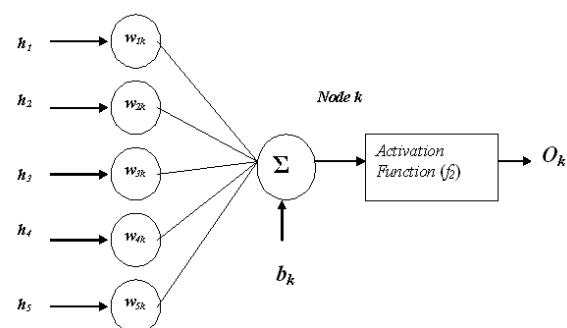 h₁ w₁ₖ
h₂ w₂ₖ
Node k
h₃ w₃ₖ
Σ
Activation
Function (f₂)
Oₖ
h₄ w₄ₖ
bₖ
h₅ w₅ₖ